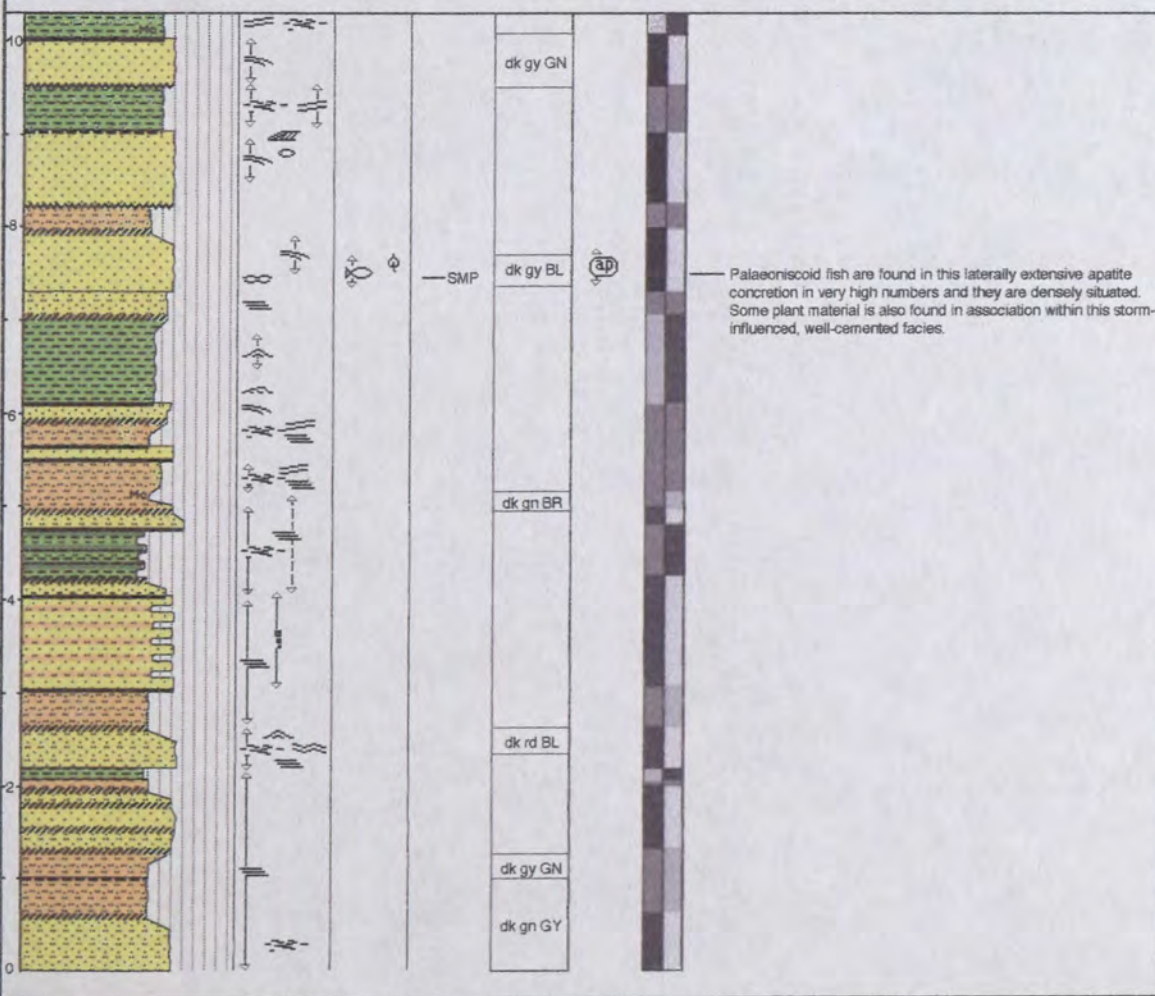 10
Mc
dk gy GN
8
SMP
dk gy BL
ap
Palaeoniscoid fish are found in this laterally extensive apatite
concretion in very high numbers and they are densely situated.
Some plant material is also found in association within this storm-
influenced, well-cemented facies.
6
Mc
dk gn BR
4
dk rd BL
2
dk gy GN
dk gn GY
0